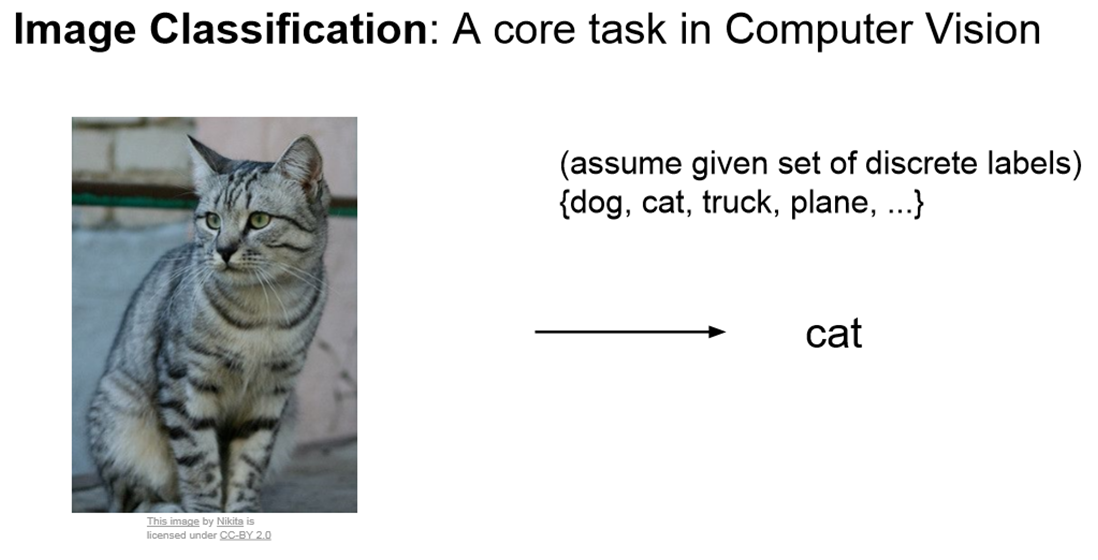 Image Classification: A core task in Computer Vision
(assume given set of discrete labels)
{dog, cat, truck, plane, ...}
cat
This image by Nikita is
licensed under CC-BY 2.0